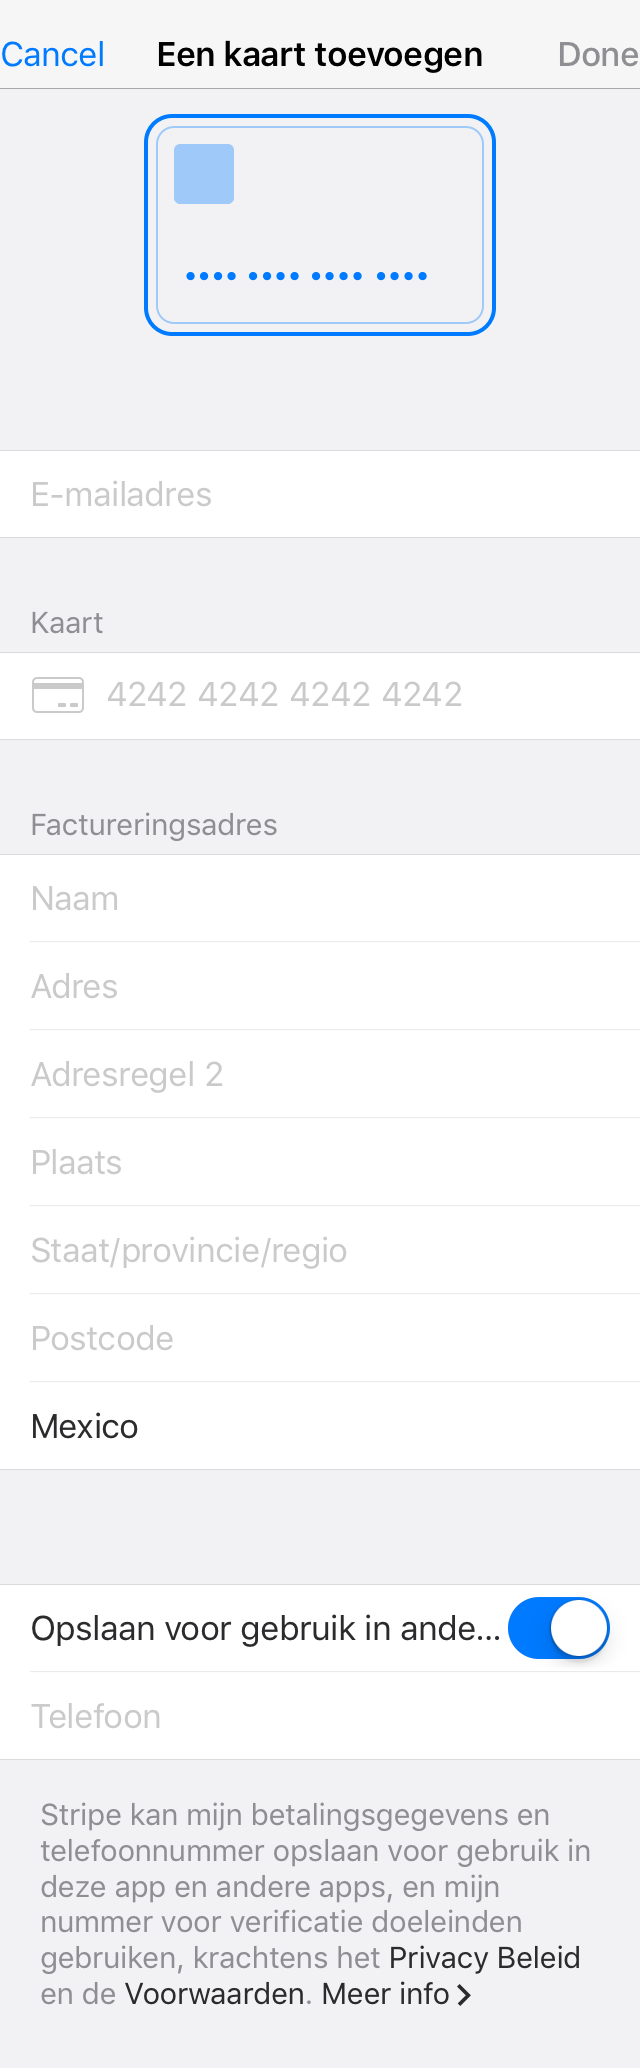 Cancel Een kaart toevoegen Done
•••• •••• •••• ••••
E-mailadres
Kaart
4242 4242 4242 4242
Factureringsadres
Naam
Adres
Adresregel 2
Plaats
Staat/provincie/regio
Postcode
Mexico
Opslaan voor gebruik in ande...
Telefoon
Stripe kan mijn betalingsgegevens en
telefoonnummer opslaan voor gebruik in
deze app en andere apps, en mijn
nummer voor verificatie doeleinden
gebruiken, krachtens het Privacy Beleid
en de Voorwaarden. Meer info